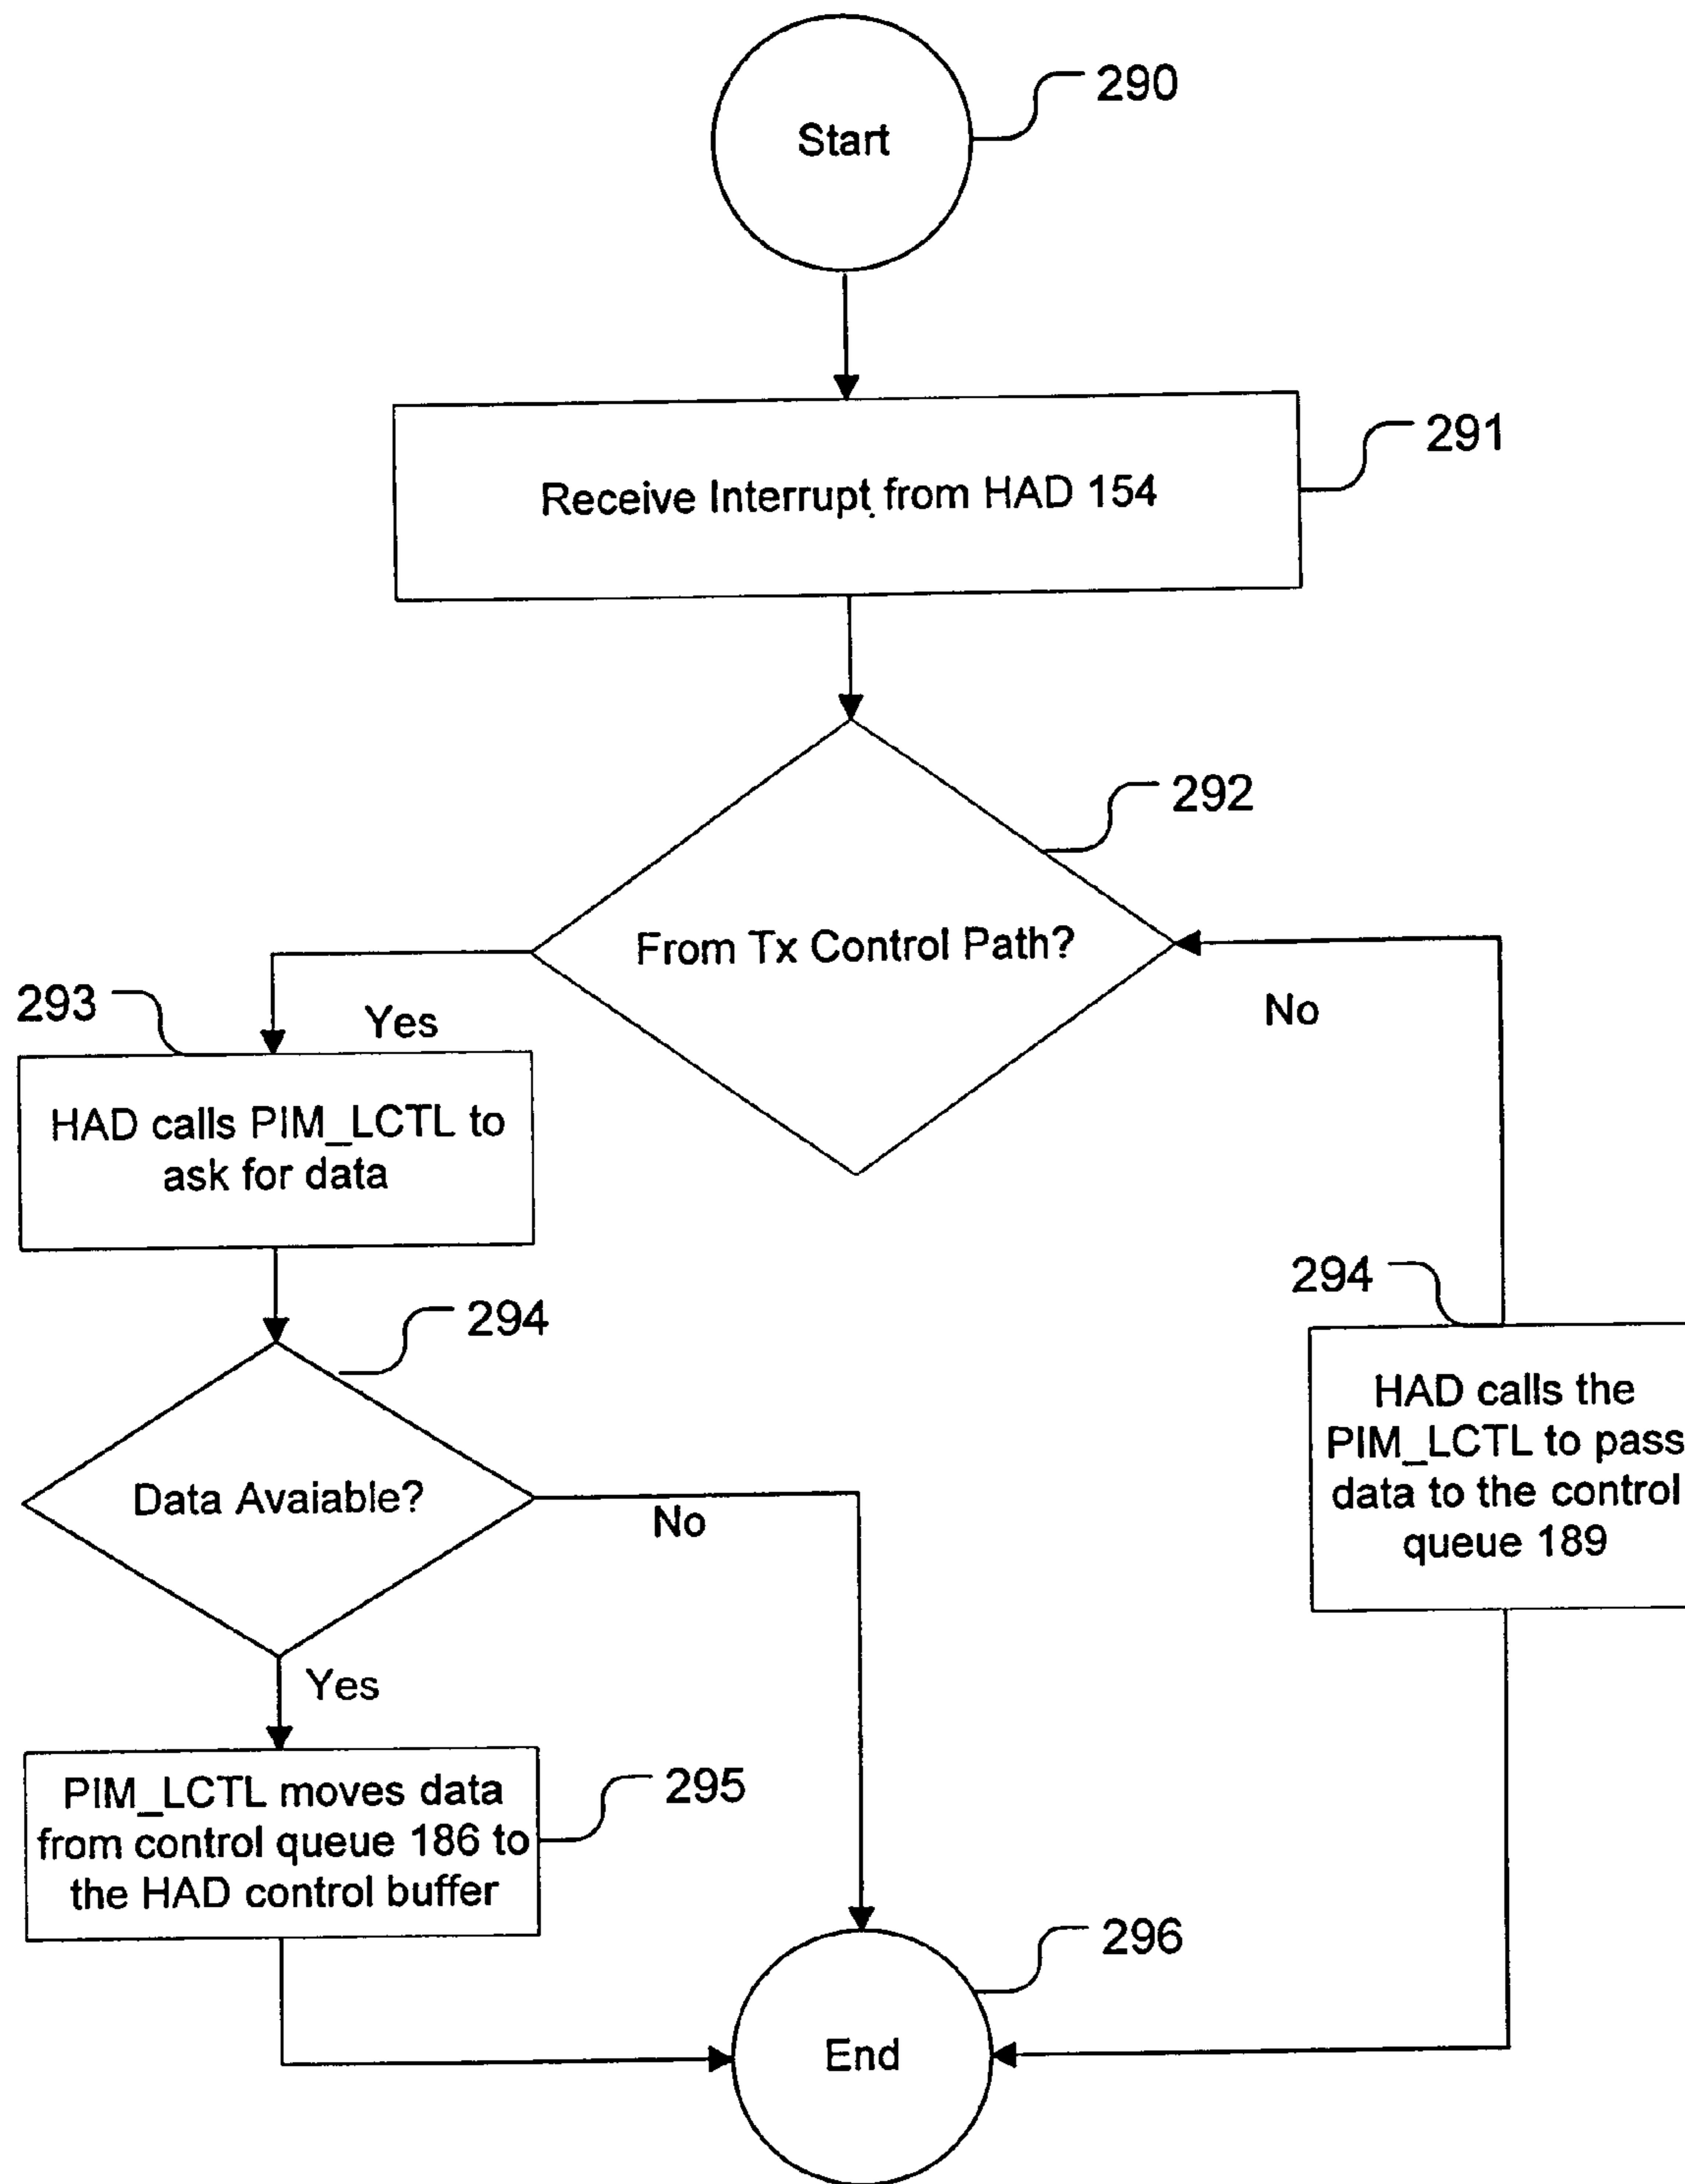 Start
290
Receive Interrupt from HAD 154
291
From Tx Control Path?
292
Yes
No
293
HAD calls PIM_LCTL to
ask for data
294
Data Avaiable?
No
Yes
294
HAD calls the
PIM_LCTL to pass
data to the control
queue 189
PIM_LCTL moves data
from control queue 186 to
the HAD control buffer
295
End
296